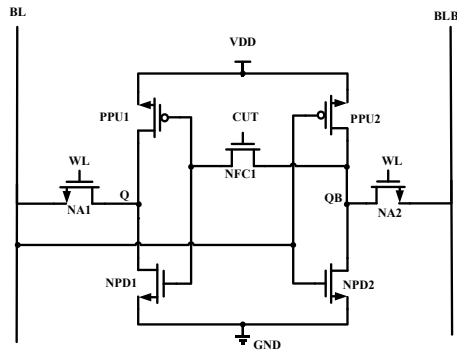 BL
BLB
VDD
PPU1
CUT
PPU2
WL
NFC1
WL
Q
QB
NA1
NA2
NPD1
NPD2
GND